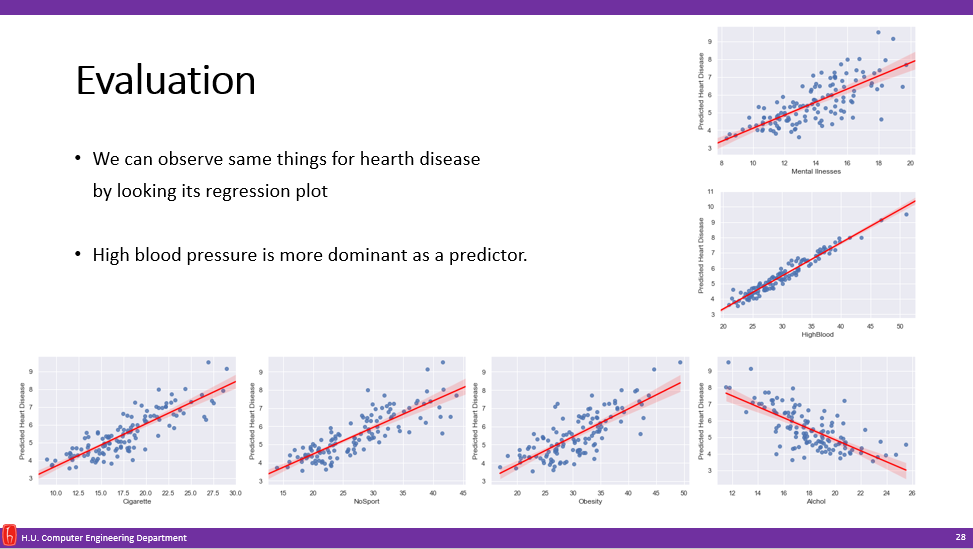 Evaluation
• We can observe same things for hearth disease
by looking its regression plot
• High blood pressure is more dominant as a predictor.
Predicted Heart Disease
9
8
7
6
5
4
3
8 10 12 14 16 18 20
Mental Ilnesses
Predicted Heart Disease
11
10
9
8
7
6
5
4
3
20 25 30 35 40 45 50
HighBlood
Predicted Heart Disease
9
8
7
6
5
4
3
10.0 12.5 15.0 17.5 20.0 22.5 25.0 27.5 30.0
Cigarette
Predicted Heart Disease
9
8
7
6
5
4
3
15 20 25 30 35 40 45
NoSport
Predicted Heart Disease
9
8
7
6
5
4
3
20 25 30 35 40 45 50
Obesity
Predicted Heart Disease
9
8
7
6
5
4
3
12 14 16 18 20 22 24 26
Alchol
H.U. Computer Engineering Department
28